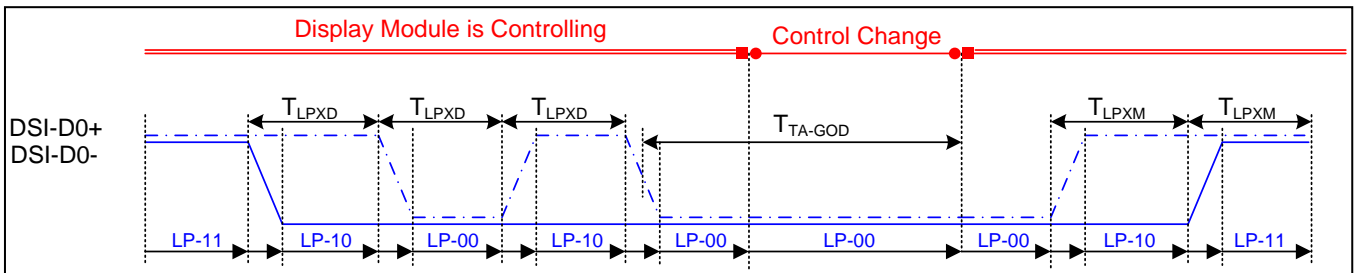 Display Module is Controlling
Control Change
TLPXD
TLPXD
TLPXD
TTA-GOD
TLPXM
TLPXM
DSI-D0+
DSI-D0-
LP-11
LP-10
LP-00
LP-10
LP-00
LP-00
LP-00
LP-10
LP-11